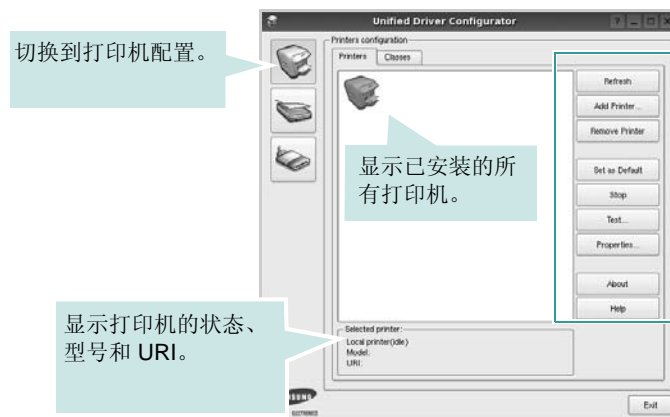 Unified Driver Configurator
切换到打印机配置。
Printers configuration
Printers
Classes
Refresh
Add Printer...
Remove Printer
显示已安装的所
有打印机。
Set as Default
Stop
Test...
Properties...
About
Help
显示打印机的状态、
型号和 URI。
Selected printer:
Local printer(idle)
Model:
URI:
SUNG
ELECTRONICS
Exit